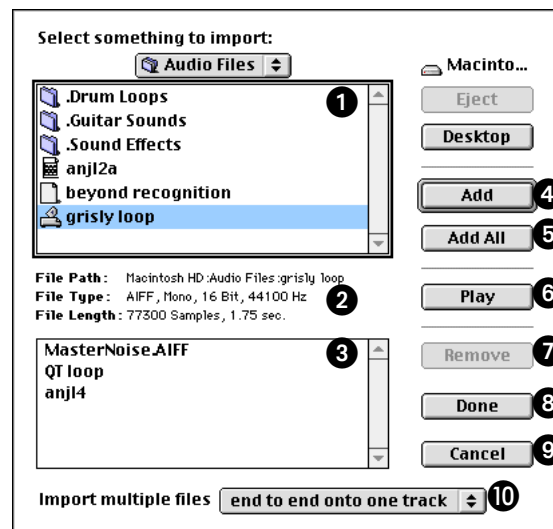 Select something to import:
Audio Files
Macinto...
.Drum Loops
.Guitar Sounds
.Sound Effects
anjl2a
beyond recognition
grisly loop
1
Eject
Desktop
Add
4
Add All
5
File Path: Macintosh HD:Audio Files:grisly loop
File Type: AIFF, Mono, 16 Bit, 44100 Hz
File Length: 77300 Samples, 1.75 sec.
2
Play
6
MasterNoise.AIFF
QT loop
anjl4
3
Remove
7
Done
8
Cancel
9
Import multiple files end to end onto one track
10